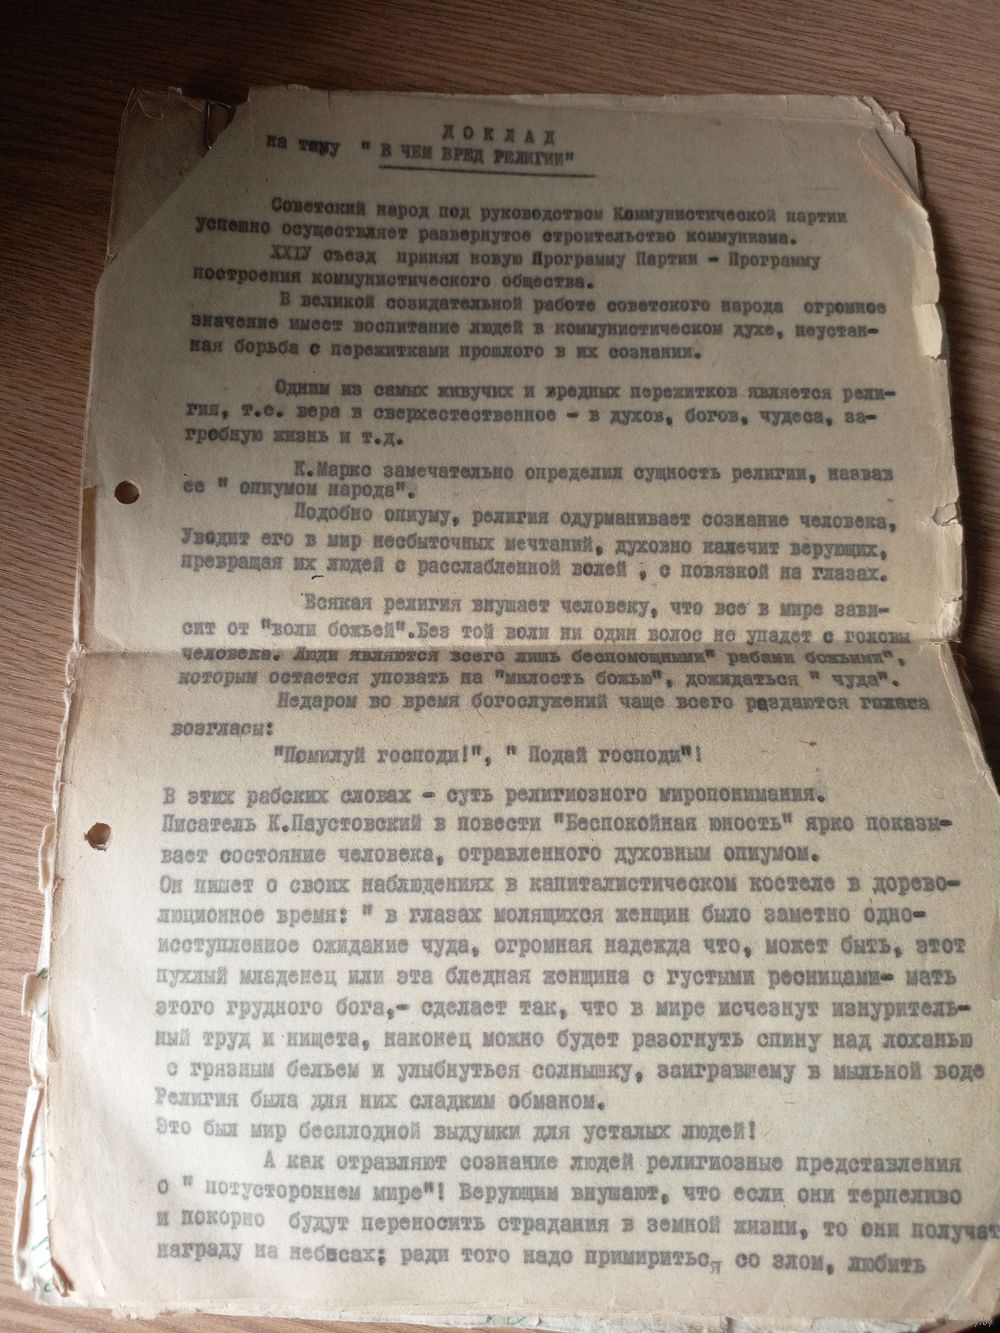 ДОКЛАД
на тему " В ЧЕМ ВРЕД РЕЛИГИИ"
Советский народ под руководством Коммунистической партии
успешно осуществляет развернутое строительство коммунизма.
XXIУ съезд принял новую Программу Партии - Программу
построения коммунистического общества.
В великой созидательной работе советского народа огромное
значение имеет воспитание людей в коммунистическом духе, неустан-
ная борьба с пережитками прошлого в их сознании.
Одним из самых живучих и вредных пережитков является рели-
гия, т.е. вера в сверхестественное - в духов, богов, чудеса, за-
гробную жизнь и т.д.
К.Маркс замечательно определил сущность религии, назвав
ее " опиумом народа".
Подобно опиуму, религия одурманивает сознание человека,
Уводит его в мир несбыточных мечтаний, духовно калечит верующих,
превращая их людей с расслабленной волей , с повязкой на глазах.
Всякая религия внушает человеку, что все в мире зави-
сит от "воли божьей".Без той воли ни один волос не упадет с головы
человека. Люди являются всего лишь беспомощными" рабами божьими",
которым остается уповать на "милость божью", дожидаться " чуда".
Недаром во время богослужений чаще всего раздаются голоса
возгласы:
"Помилуй господи!", " Подай господи"!
В этих рабских словах - суть религиозного миропонимания.
Писатель К.Паустовский в повести "Беспокойная юность" ярко показы-
вает состояние человека, отравленного духовным опиумом.
Он пишет о своих наблюдениях в капиталистическом костеле в дорево-
люционное время: " в глазах молящихся женщин было заметно одно-
исступленное ожидание чуда, огромная надежда что, может быть, этот
пухлый младенец или эта бледная женщина с густыми ресницами- мать
этого грудного бога,- сделает так, что в мире исчезнут изнуритель-
ный труд и нищета, наконец можно будет разогнуть спину над лоханью
с грязным бельем и улыбнуться солнышку, заигравшему в мыльной воде
Религия была для них сладким обманом.
Это был мир бесплодной выдумки для усталых людей!
А как отравляют сознание людей религиозные представления
о " потустороннем мире"! Верующим внушают, что если они терпеливо
и покорно будут переносить страдания в земной жизни, то они получат
награду на небесах; ради того надо примириться со злом, любить